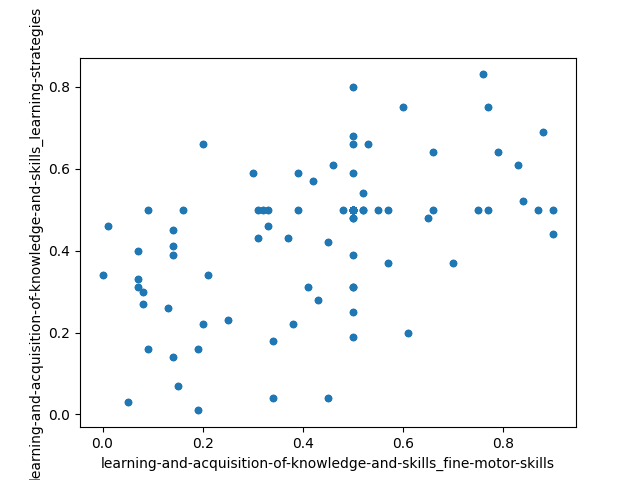 learning-and-acquisition-of-knowledge-and-skills_learning-strategies
0.8
0.6
0.4
0.2
0.0
0.0 0.2 0.4 0.6 0.8
learning-and-acquisition-of-knowledge-and-skills_fine-motor-skills